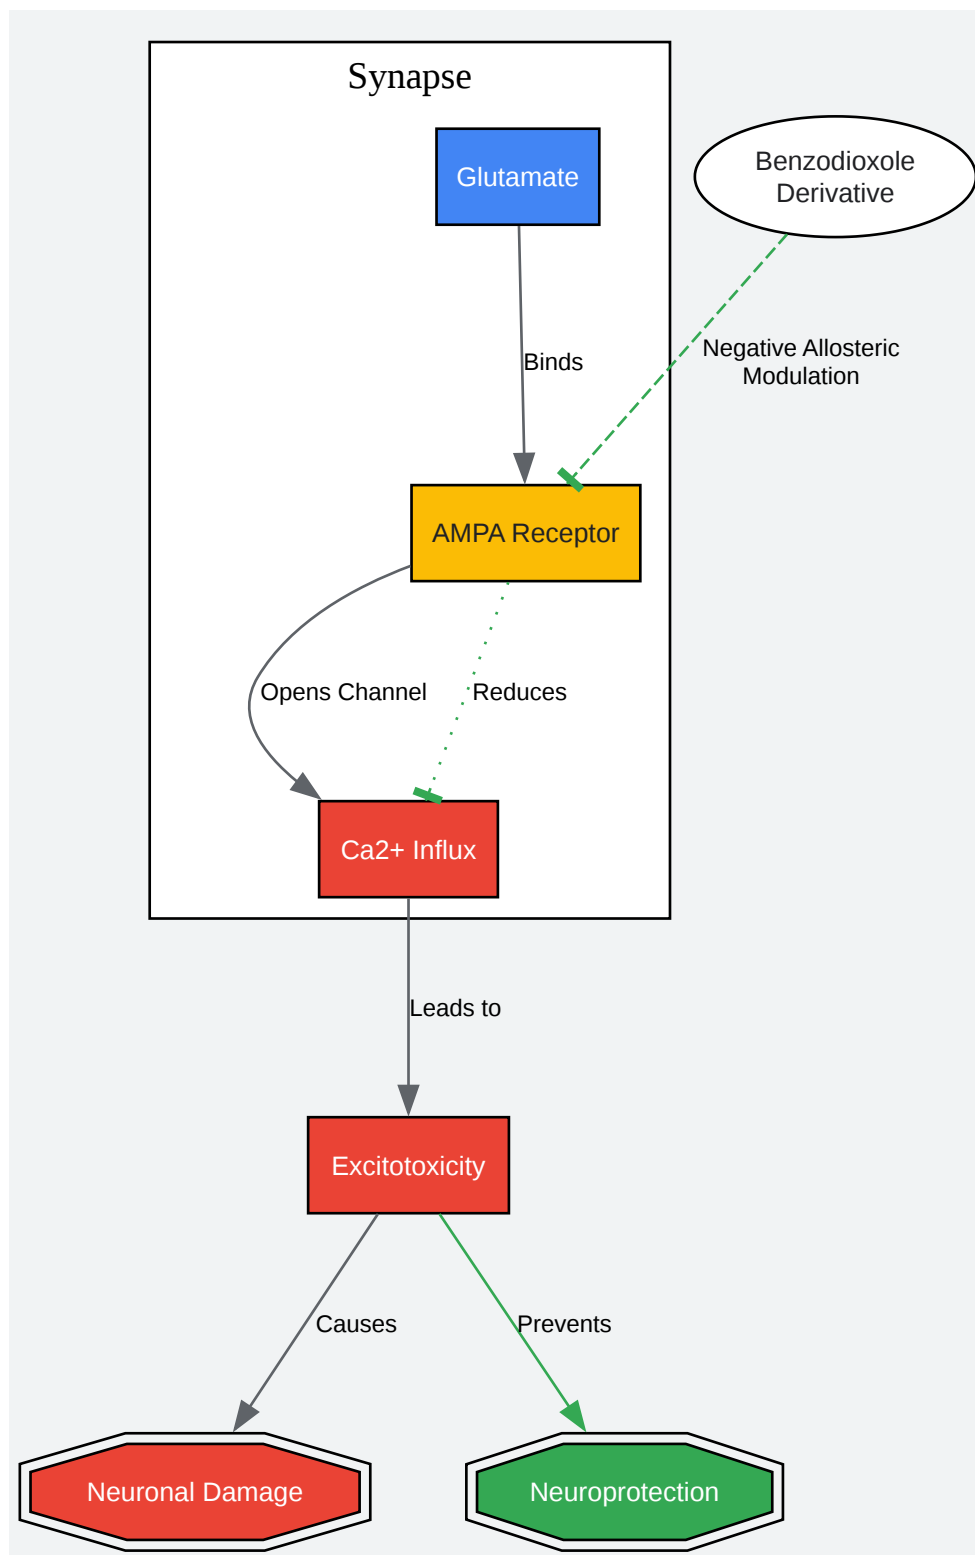 Synapse
Glutamate
Benzodioxole
Derivative
Binds
Negative Allosteric
Modulation
AMPA Receptor
Opens Channel
Reduces
Ca2+ Influx
Leads to
Excitotoxicity
Causes
Prevents
Neuronal Damage
Neuroprotection